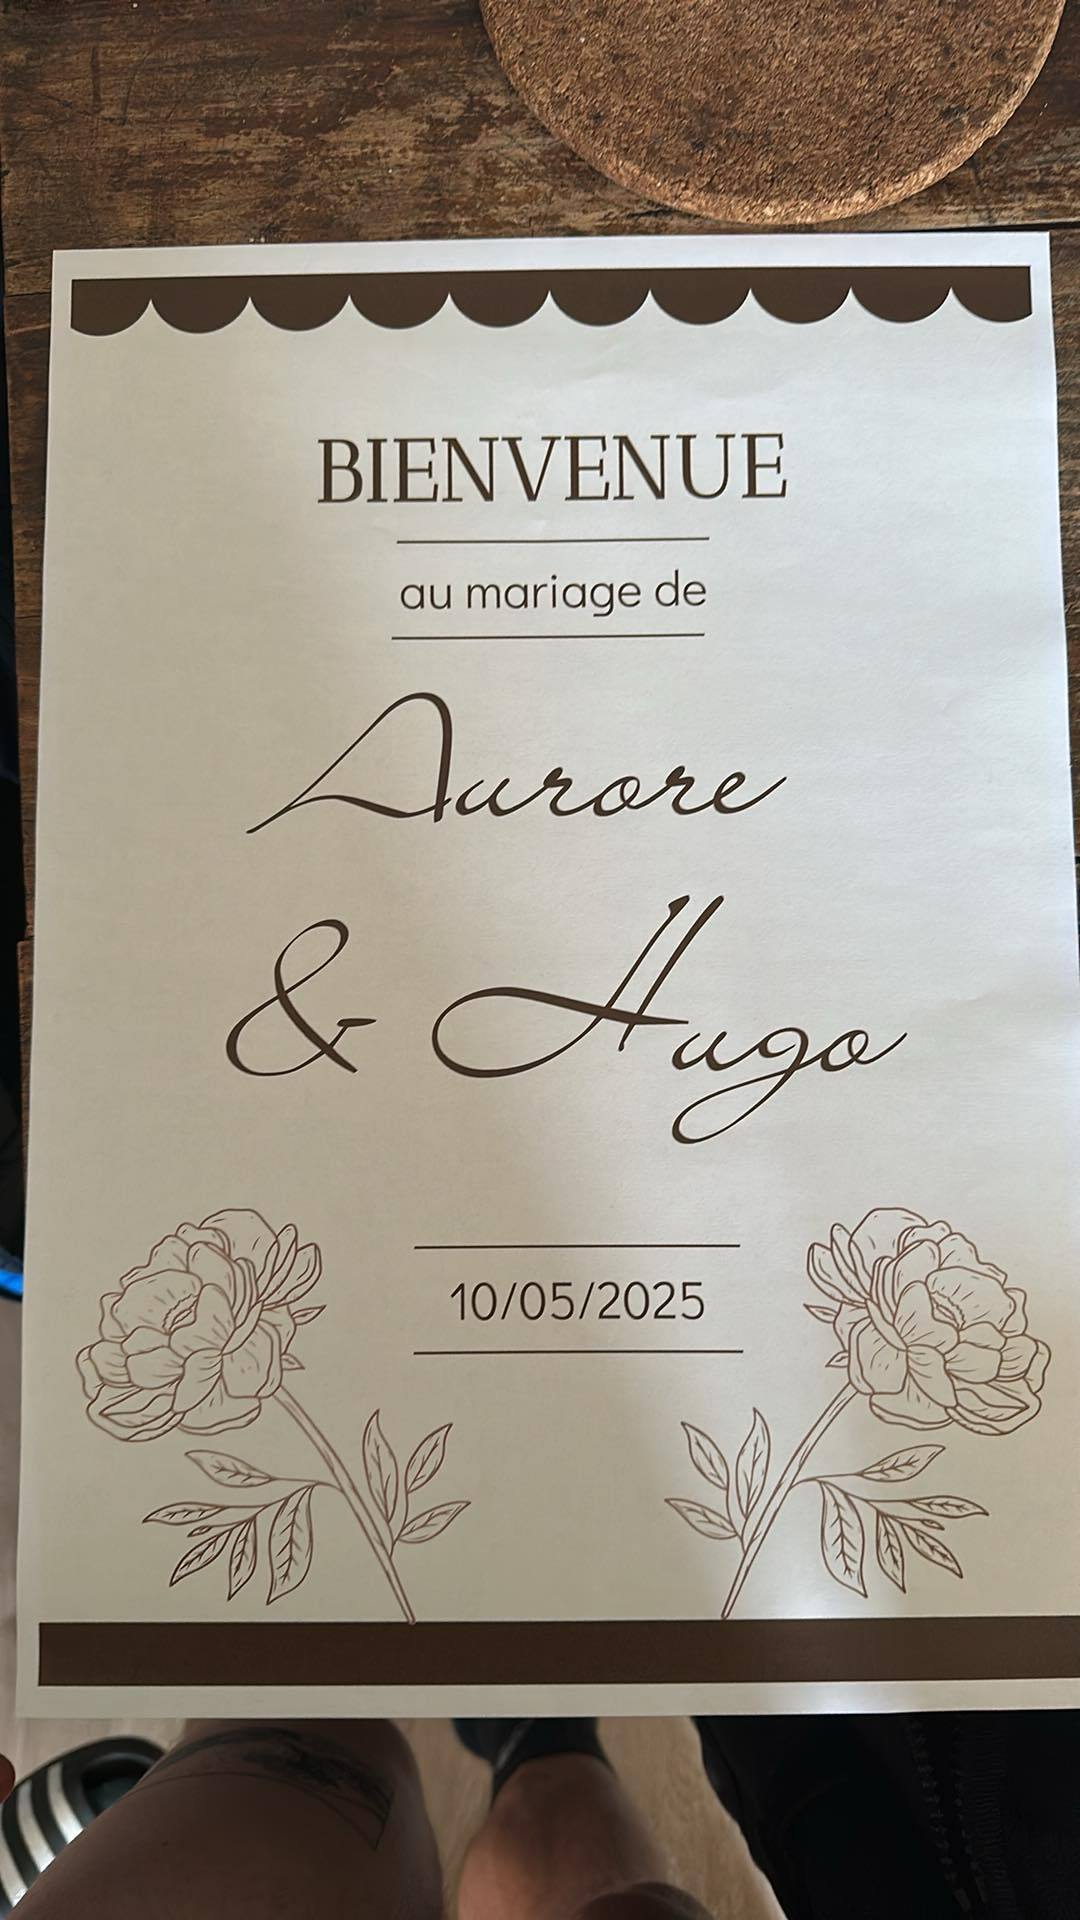 BIENVENUE
au mariage de
Aurore
& Hugo
10/05/2025